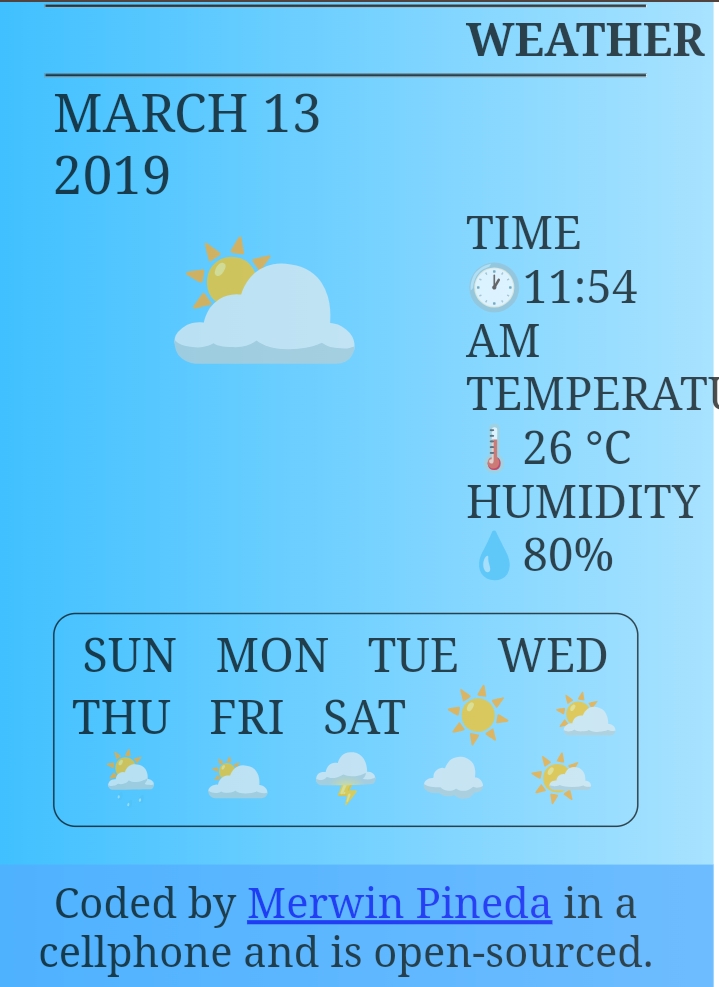 WEATHER
MARCH 13
2019
TIME
11:54
AM
TEMPERATU
26 °C
HUMIDITY
80%
SUN MON TUE WED
THU FRI SAT
Coded by Merwin Pineda in a
cellphone and is open-sourced.